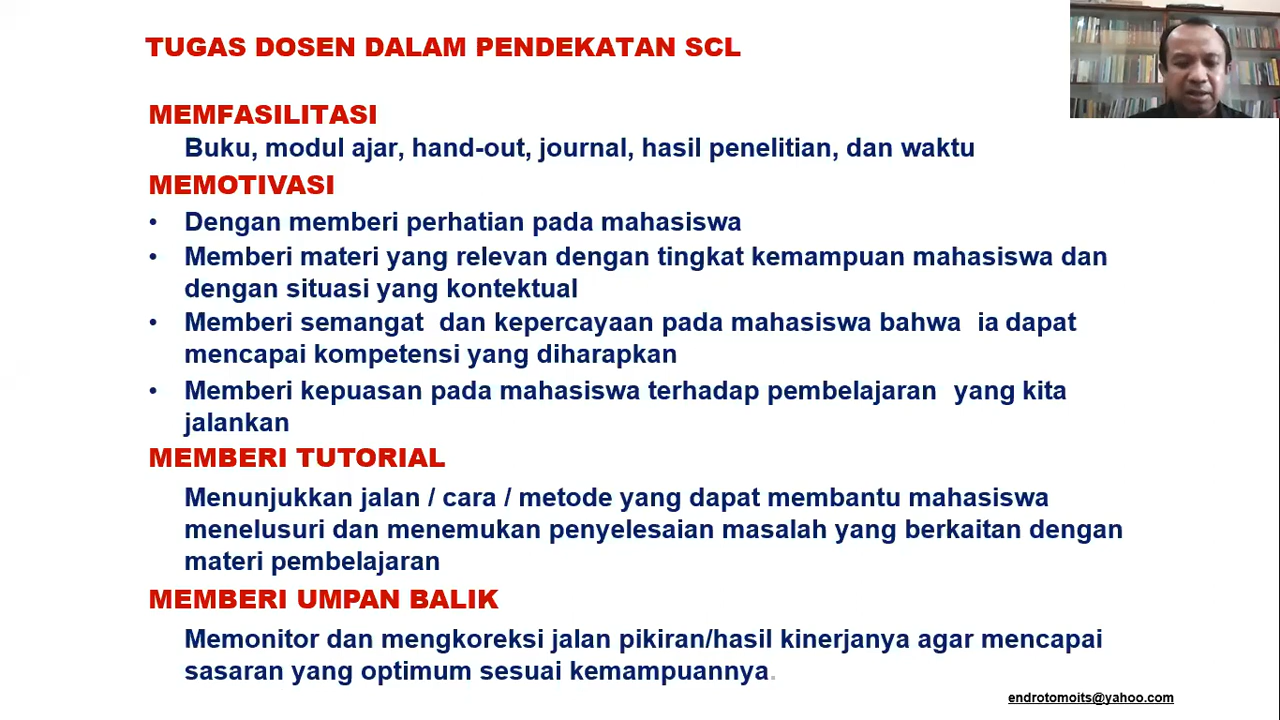 TUGAS DOSEN DALAM PENDEKATAN SCL
MEMFASILITASI
Buku, modul ajar, hand-out, journal, hasil penelitian, dan waktu
MEMOTIVASI
• Dengan memberi perhatian pada mahasiswa
• Memberi materi yang relevan dengan tingkat kemampuan mahasiswa dan
dengan situasi yang kontektual
• Memberi semangat dan kepercayaan pada mahasiswa bahwa ia dapat
mencapai kompetensi yang diharapkan
• Memberi kepuasan pada mahasiswa terhadap pembelajaran yang kita
jalankan
MEMBERI TUTORIAL
Menunjukkan jalan / cara / metode yang dapat membantu mahasiswa
menelusuri dan menemukan penyelesaian masalah yang berkaitan dengan
materi pembelajaran
MEMBERI UMPAN BALIK
Memonitor dan mengkoreksi jalan pikiran/hasil kinerjanya agar mencapai
sasaran yang optimum sesuai kemampuannya.
endrotomoits@yahoo.com